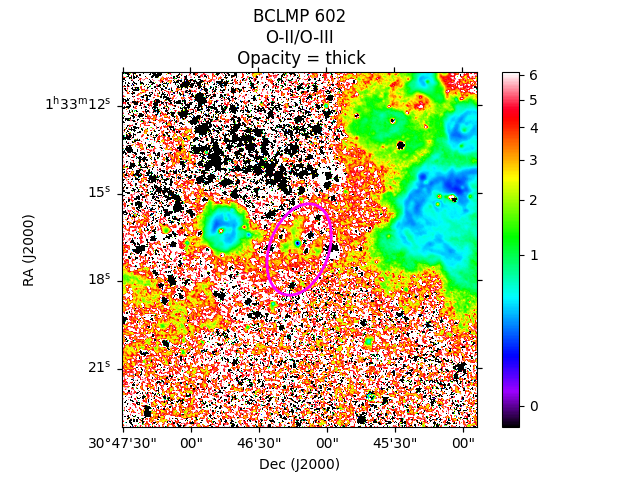 BCLMP 602
O-II/O-III
Opacity = thick
1ʰ33ᵐ12ˢ
15ˢ
18ˢ
21ˢ
RA (J2000)
30°47'30" 00" 46'30" 00" 45'30" 00"
Dec (J2000)
6
5
4
3
2
1
0